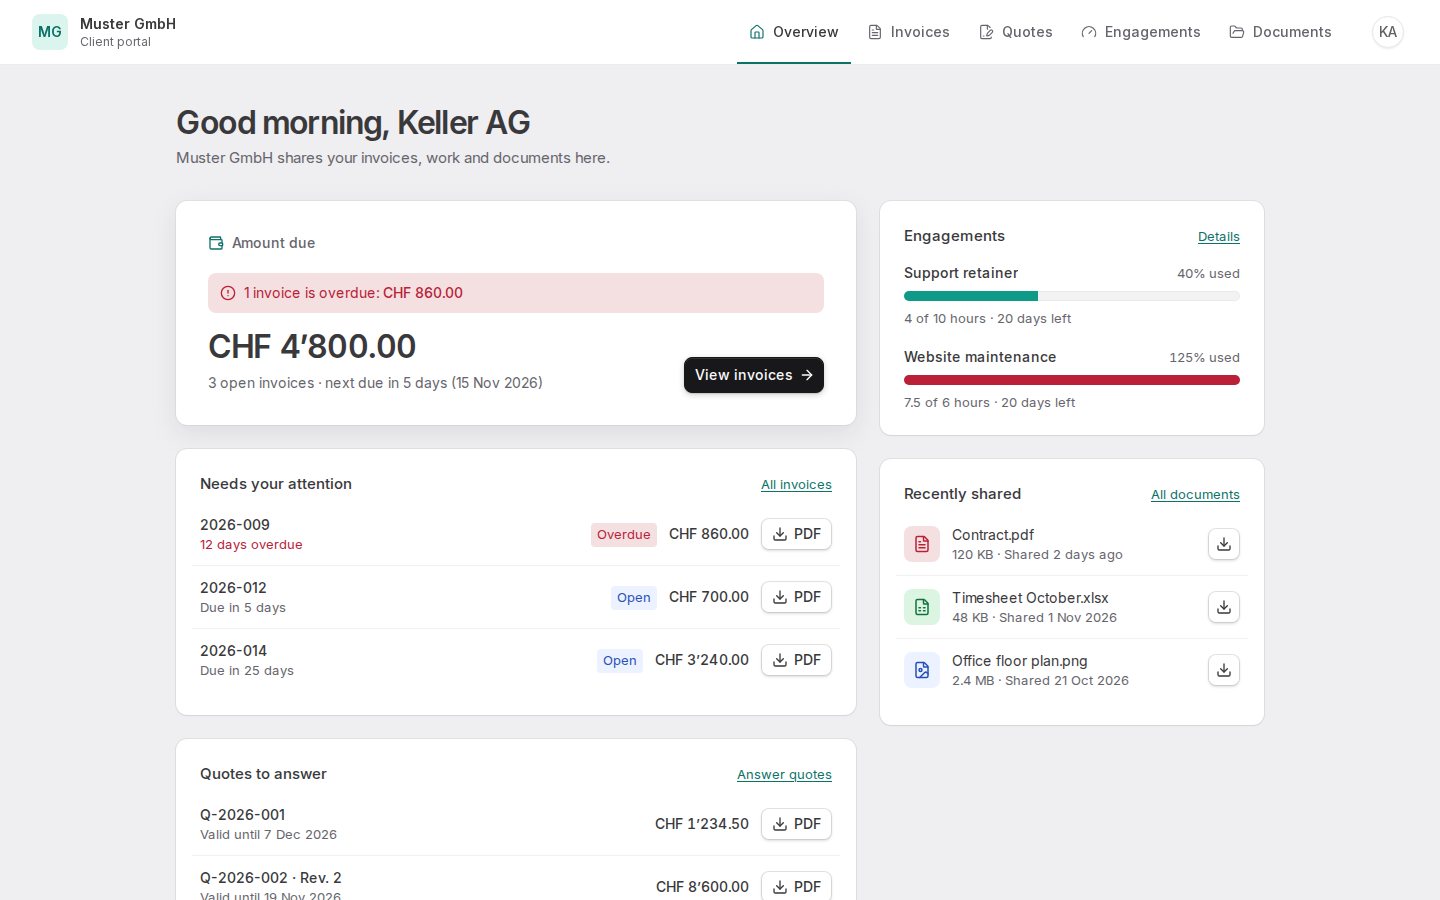 MG
Muster GmbH
Client portal
Overview
Invoices
Quotes
Engagements
Documents
KA
Good morning, Keller AG
Muster GmbH shares your invoices, work and documents here.
Amount due
1 invoice is overdue: CHF 860.00
CHF 4’800.00
3 open invoices · next due in 5 days (15 Nov 2026)
View invoices
Needs your attention
All invoices
2026-009
12 days overdue
Overdue
CHF 860.00
PDF
2026-012
Due in 5 days
Open
CHF 700.00
PDF
2026-014
Due in 25 days
Open
CHF 3’240.00
PDF
Quotes to answer
Answer quotes
Q-2026-001
Valid until 7 Dec 2026
CHF 1’234.50
PDF
Q-2026-002 · Rev. 2
Valid until 19 Nov 2026
CHF 8’600.00
PDF
Engagements
Details
Support retainer
40% used
4 of 10 hours · 20 days left
Website maintenance
125% used
7.5 of 6 hours · 20 days left
Recently shared
All documents
Contract.pdf
120 KB · Shared 2 days ago
Timesheet October.xlsx
48 KB · Shared 1 Nov 2026
Office floor plan.png
2.4 MB · Shared 21 Oct 2026